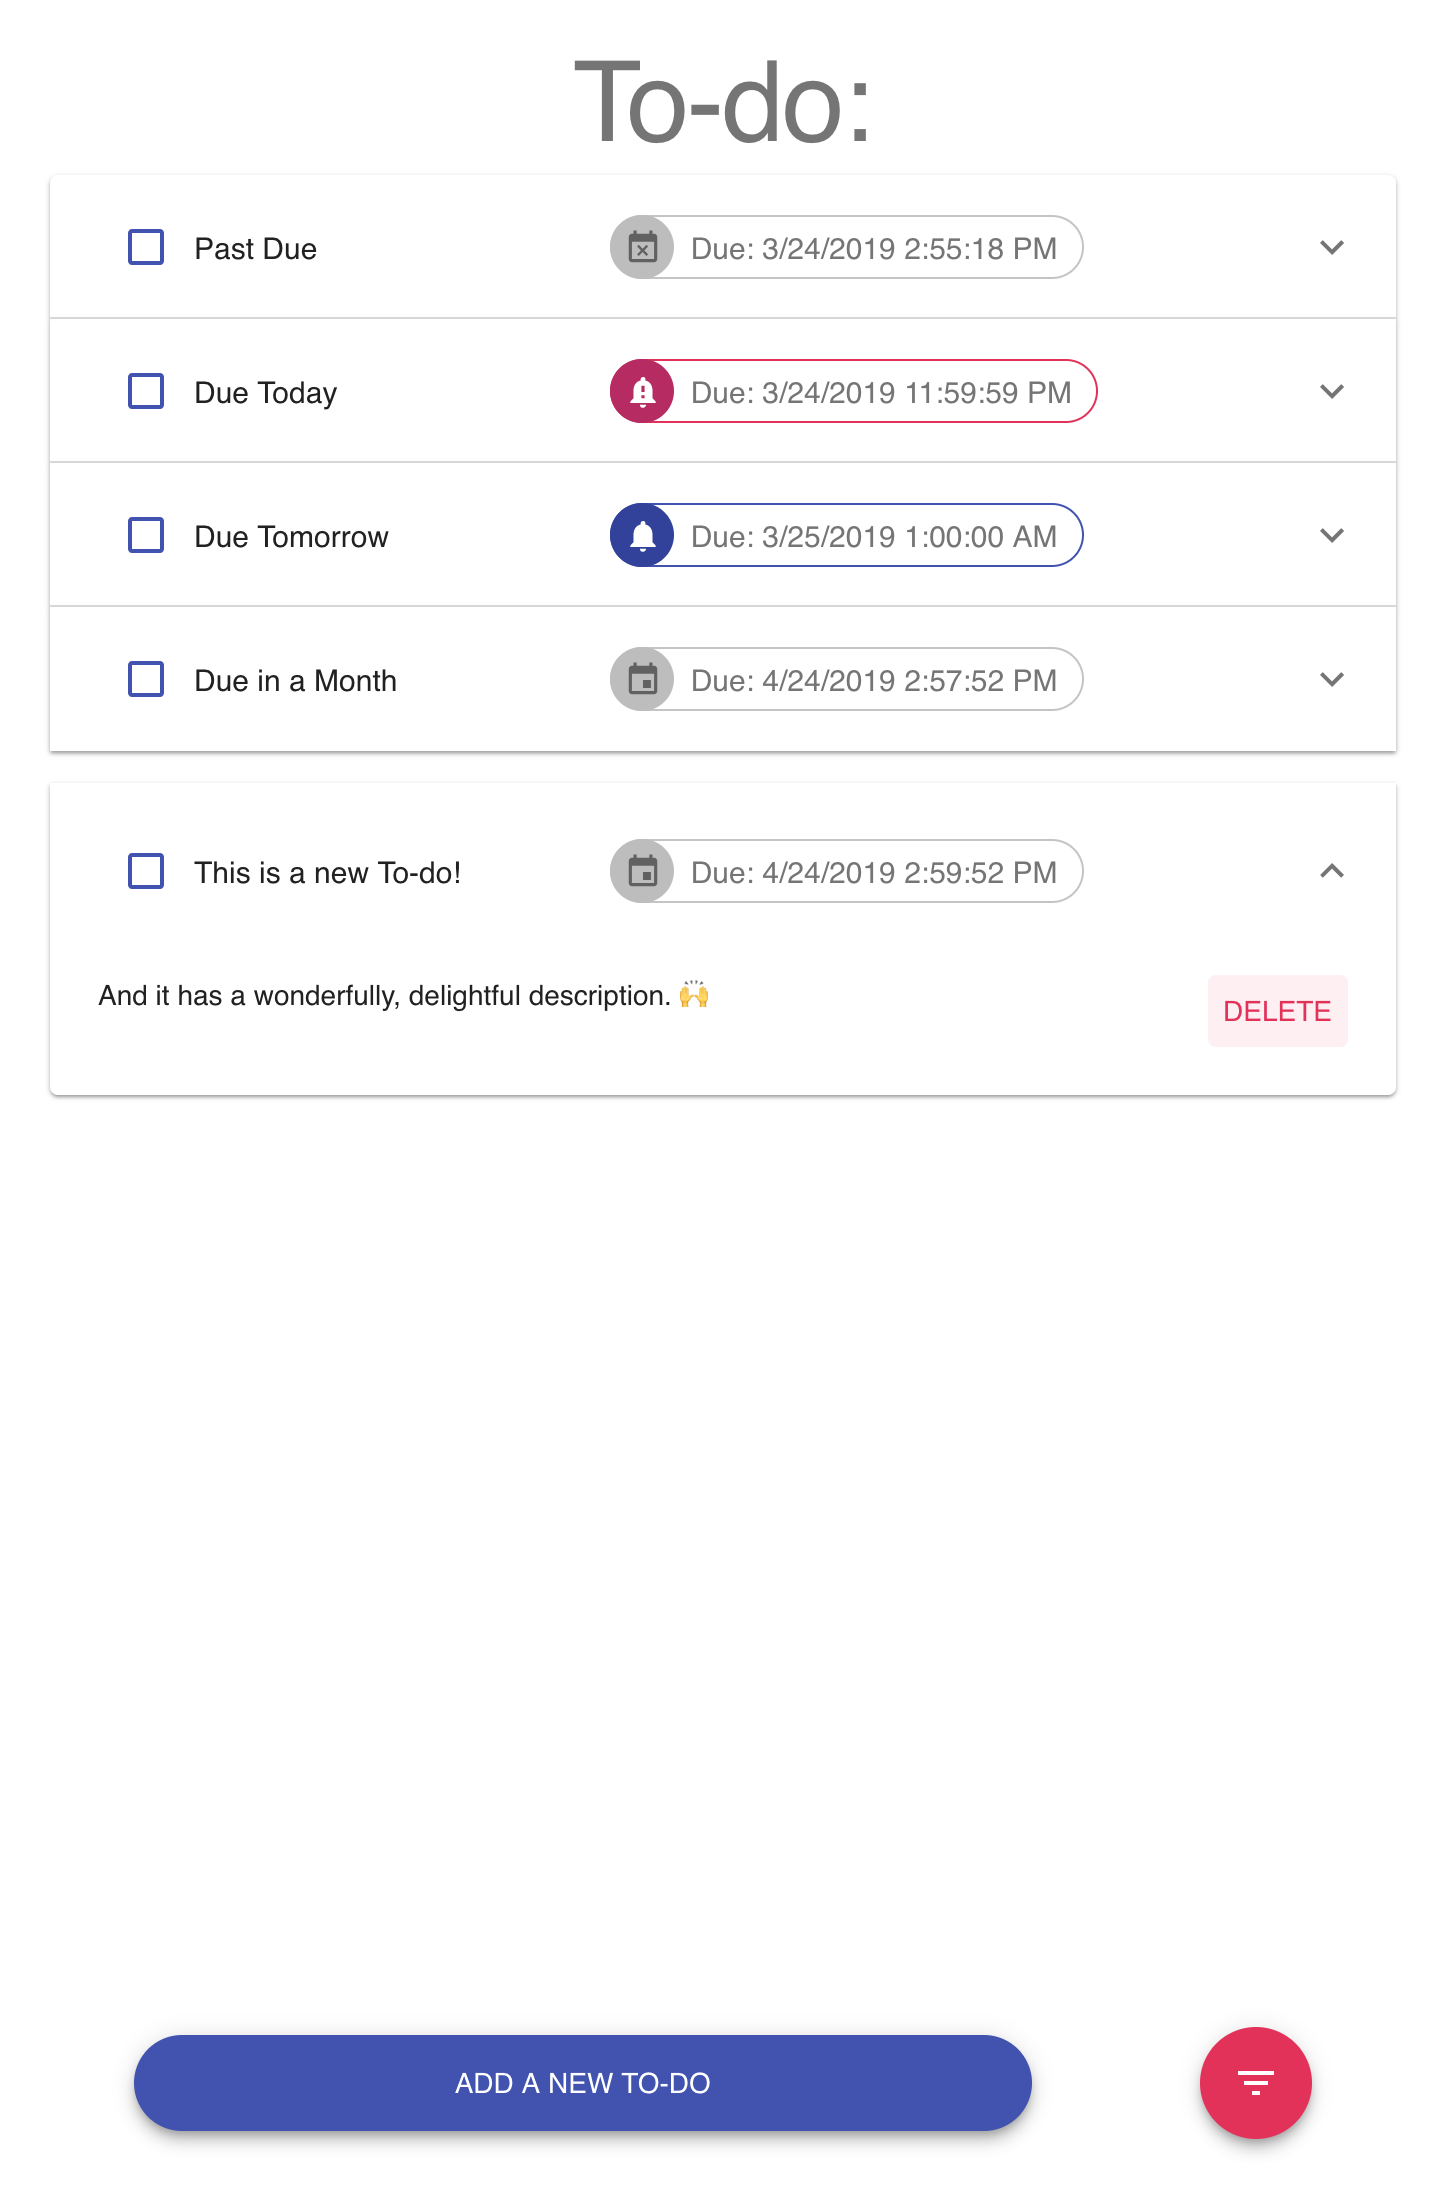 To-do:
Past Due
Due: 3/24/2019 2:55:18 PM
Due Today
Due: 3/24/2019 11:59:59 PM
Due Tomorrow
Due: 3/25/2019 1:00:00 AM
Due in a Month
Due: 4/24/2019 2:57:52 PM
This is a new To-do!
Due: 4/24/2019 2:59:52 PM
And it has a wonderfully, delightful description. 🙌
DELETE
ADD A NEW TO-DO